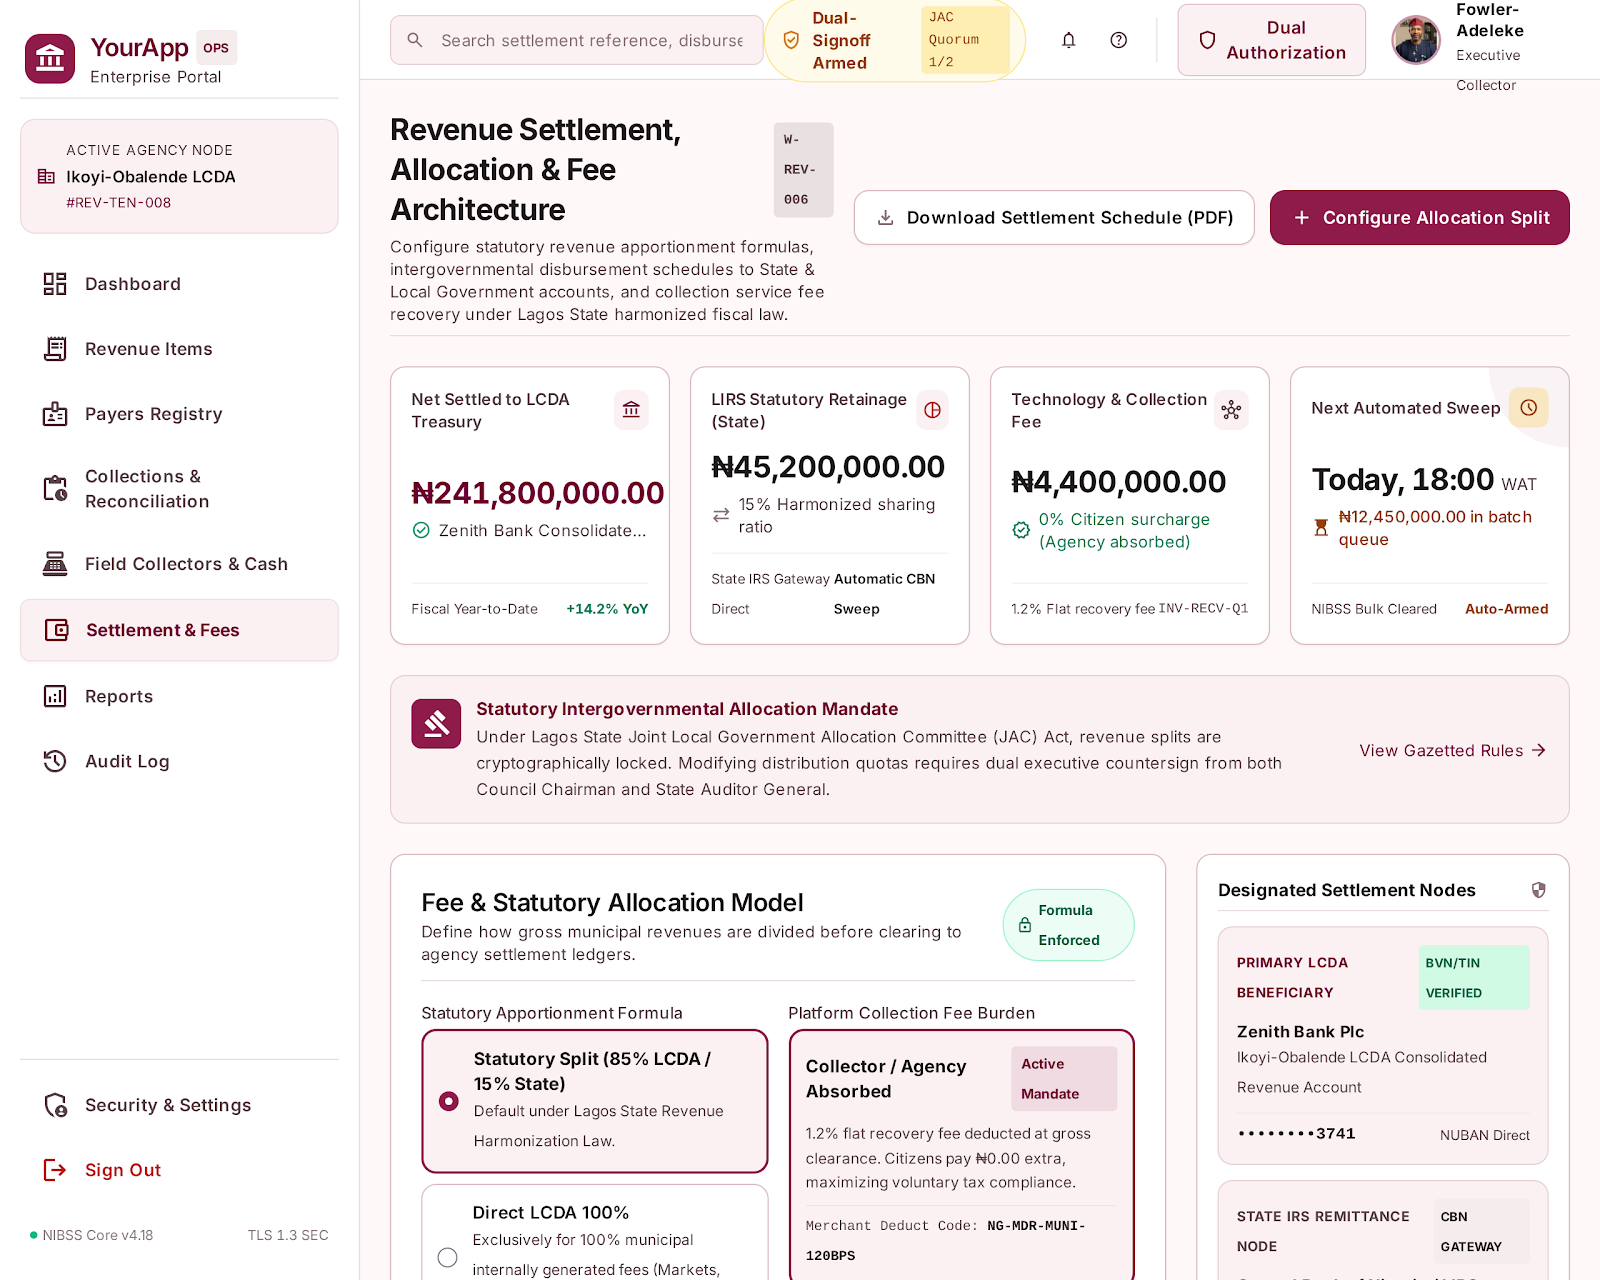 YourApp OPS
Enterprise Portal
ACTIVE AGENCY NODE
Ikoyi-Obalende LCDA
#REV-TEN-008
Dashboard
Revenue Items
Payers Registry
Collections &
Reconciliation
Field Collectors & Cash
Settlement & Fees
Reports
Audit Log
Security & Settings
Sign Out
NIBSS Core v4.18
TLS 1.3 SEC
Search settlement reference, disburse
Dual-
Signoff
Armed
JAC
Quorum
1/2
Dual
Authorization
Fowler-
Adeleke
Executive
Collector
Revenue Settlement,
Allocation & Fee
Architecture
W-
REV-
006
Configure statutory revenue apportionment formulas,
intergovernmental disbursement schedules to State &
Local Government accounts, and collection service fee
recovery under Lagos State harmonized fiscal law.
Download Settlement Schedule (PDF)
Configure Allocation Split
Net Settled to LCDA
Treasury
₦241,800,000.00
Zenith Bank Consolidate...
Fiscal Year-to-Date
+14.2% YoY
LIRS Statutory Retainage
(State)
₦45,200,000.00
15% Harmonized sharing
ratio
State IRS Gateway
Direct
Automatic CBN
Sweep
Technology & Collection
Fee
₦4,400,000.00
0% Citizen surcharge
(Agency absorbed)
1.2% Flat recovery fee
INV-RECV-Q1
Next Automated Sweep
Today, 18:00 WAT
₦12,450,000.00 in batch
queue
NIBSS Bulk Cleared
Auto-Armed
Statutory Intergovernmental Allocation Mandate
Under Lagos State Joint Local Government Allocation Committee (JAC) Act, revenue splits are
cryptographically locked. Modifying distribution quotas requires dual executive countersign from both
Council Chairman and State Auditor General.
View Gazetted Rules →
Fee & Statutory Allocation Model
Define how gross municipal revenues are divided before clearing to
agency settlement ledgers.
Formula
Enforced
Statutory Apportionment Formula
Statutory Split (85% LCDA /
15% State)
Default under Lagos State Revenue
Harmonization Law.
Direct LCDA 100%
Exclusively for 100% municipal
internally generated fees (Markets,
Platform Collection Fee Burden
Collector / Agency
Absorbed
Active
Mandate
1.2% flat recovery fee deducted at gross
clearance. Citizens pay ₦0.00 extra,
maximizing voluntary tax compliance.
Merchant Deduct Code: NG-MDR-MUNI-
120BPS
Designated Settlement Nodes
PRIMARY LCDA
BENEFICIARY
BVN/TIN
VERIFIED
Zenith Bank Plc
Ikoyi-Obalende LCDA Consolidated
Revenue Account
••••••••3741
NUBAN Direct
STATE IRS REMITTANCE
NODE
CBN
GATEWAY